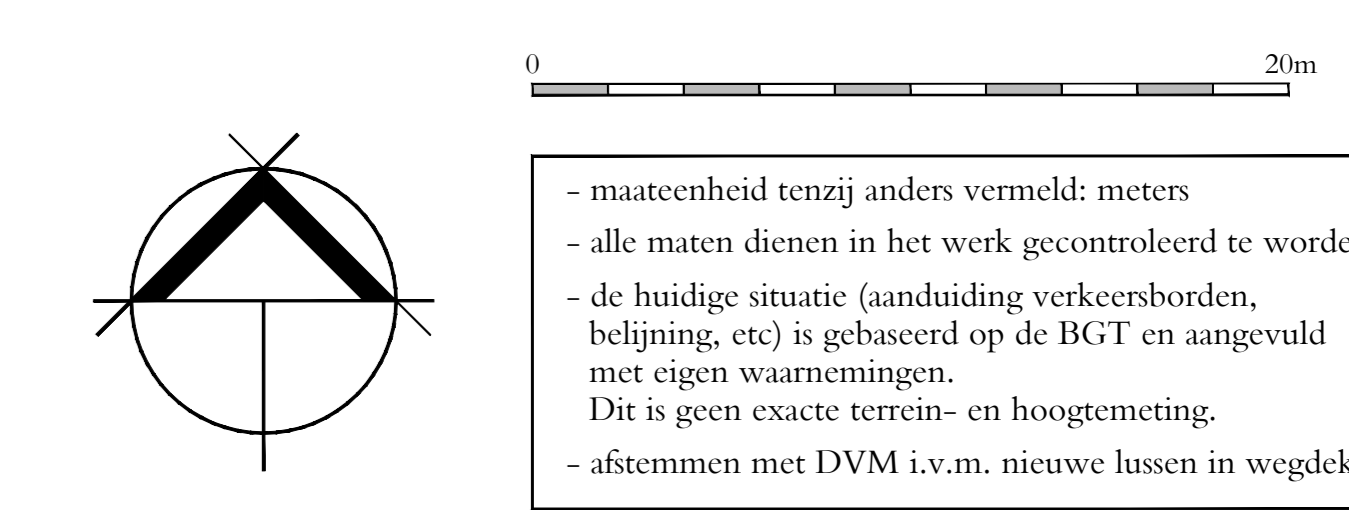 0 20m
- maateenheid tenzij anders vermeld: meters
- alle maten dienen in het werk gecontroleerd te worde
- de huidige situatie (aanduiding verkeersborden,
belijning, etc) is gebaseerd op de BGT en aangevuld
met eigen waarnemingen.
Dit is geen exacte terrein- en hoogtemeting.
- afstemmen met DVM i.v.m. nieuwe lussen in wegdek